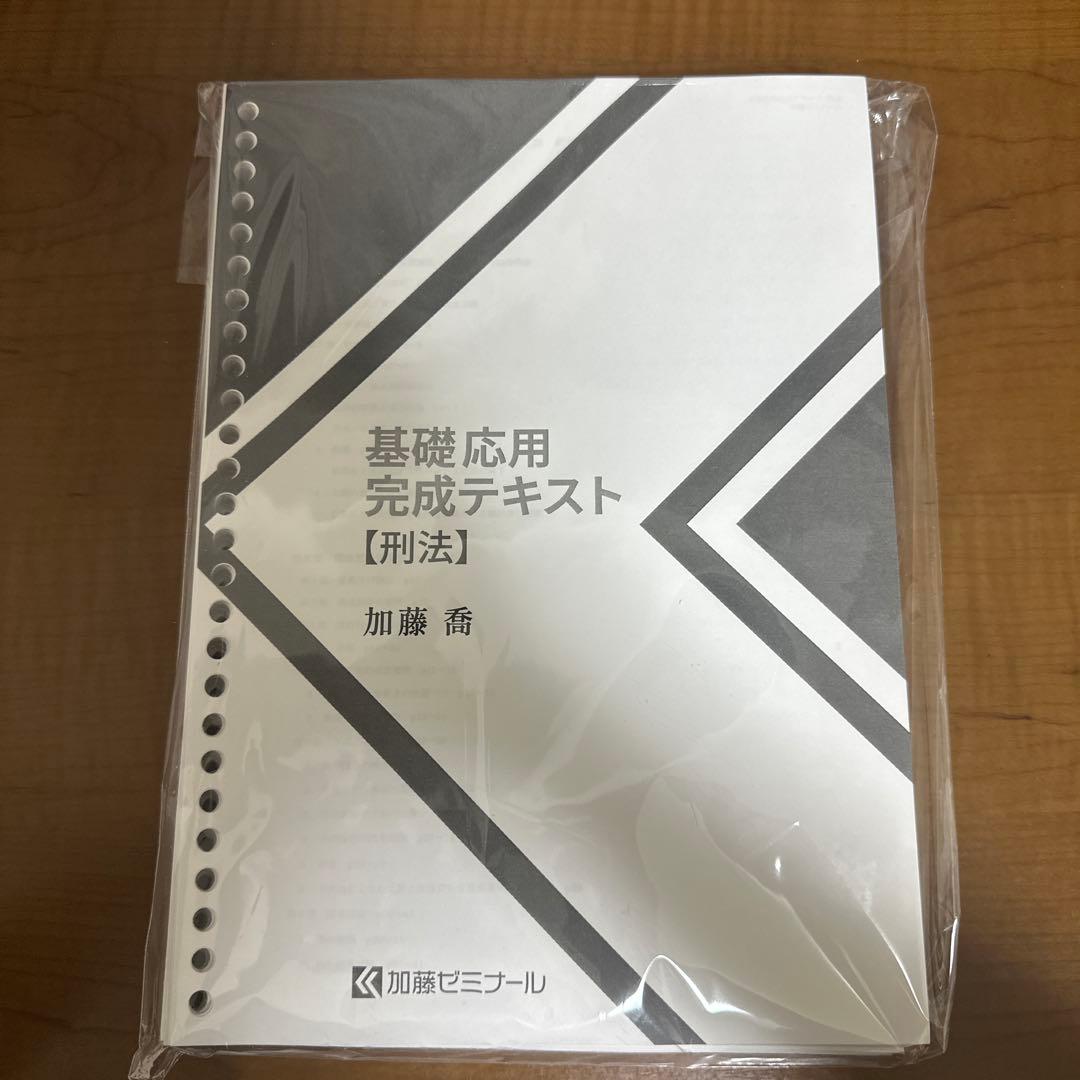 基礎応用
完成テキスト
【刑法】
加藤 喬
加藤ゼミナール